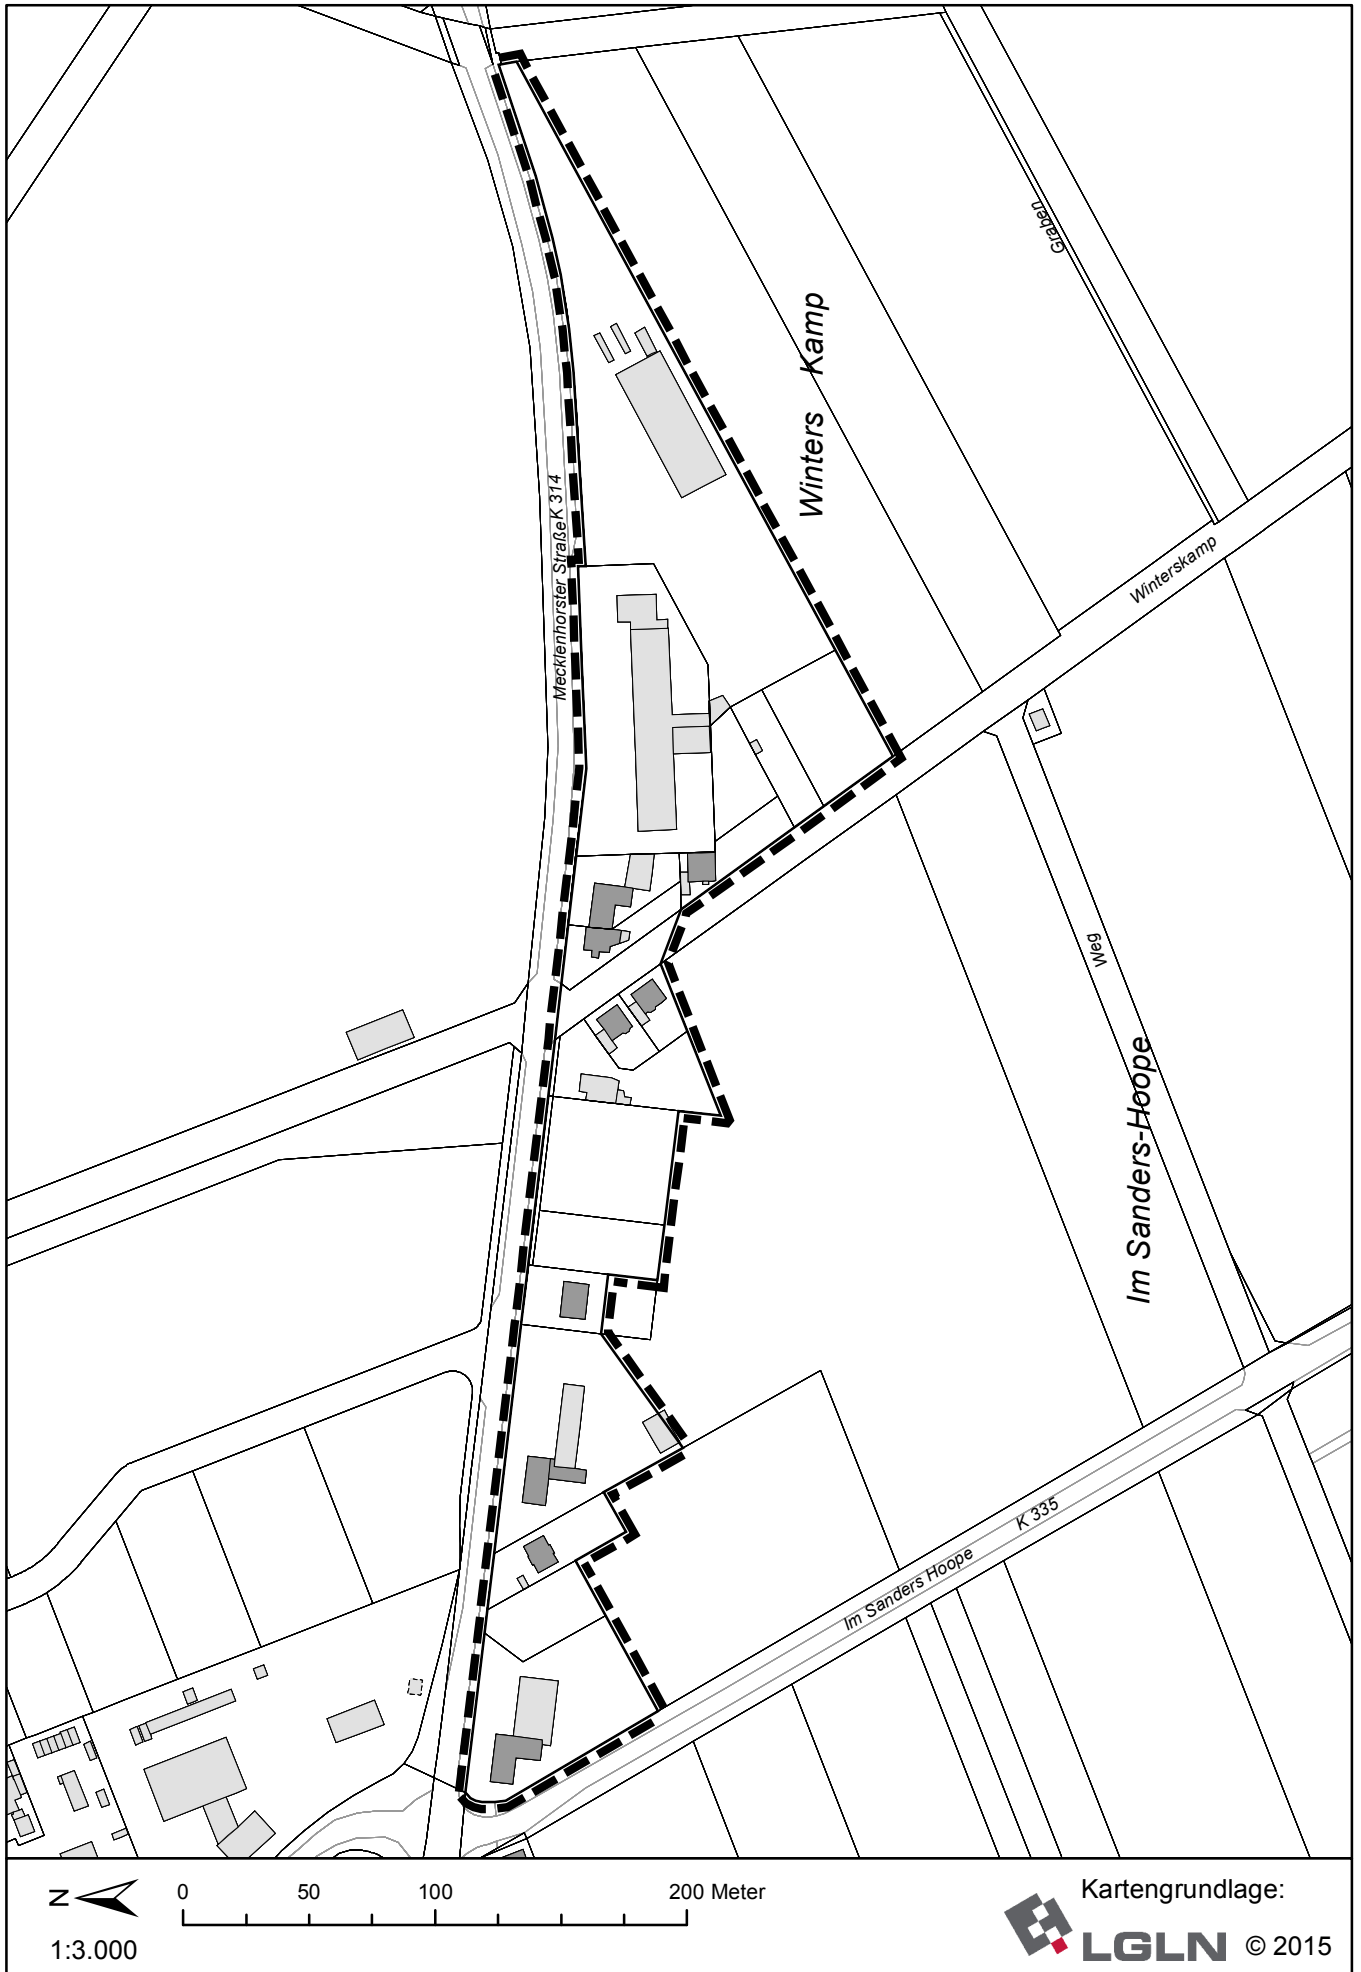 Graben
Winters Kamp
Mecklenhorster Straße K 314
Winterskamp
Weg
Im Sanders-Hoope
K 335
Im Sanders Hoope
N
0 50 100 200 Meter
1:3.000
Kartengrundlage:
LGLN © 2015